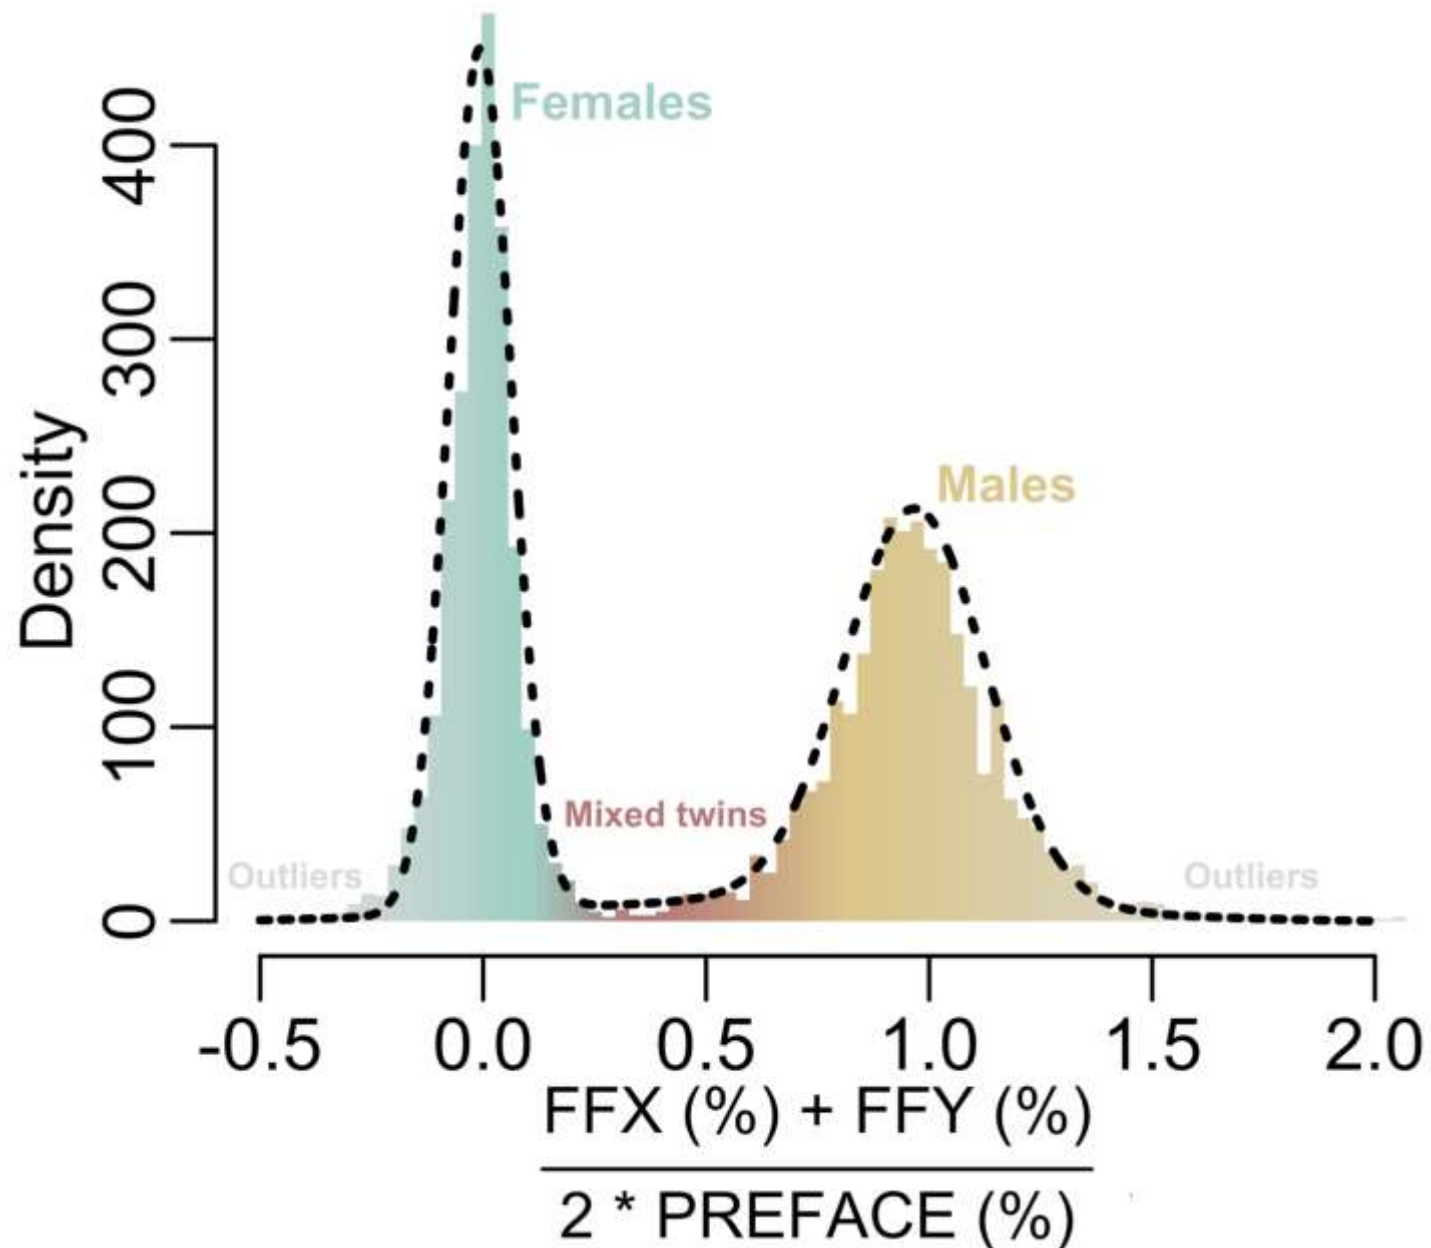 Females
Males
Mixed twins
Outliers
Outliers
Density
400
300
200
100
0
-0.5 0.0 0.5 1.0 1.5 2.0
FFX (%) + FFY (%)
2 * PREFACE (%)